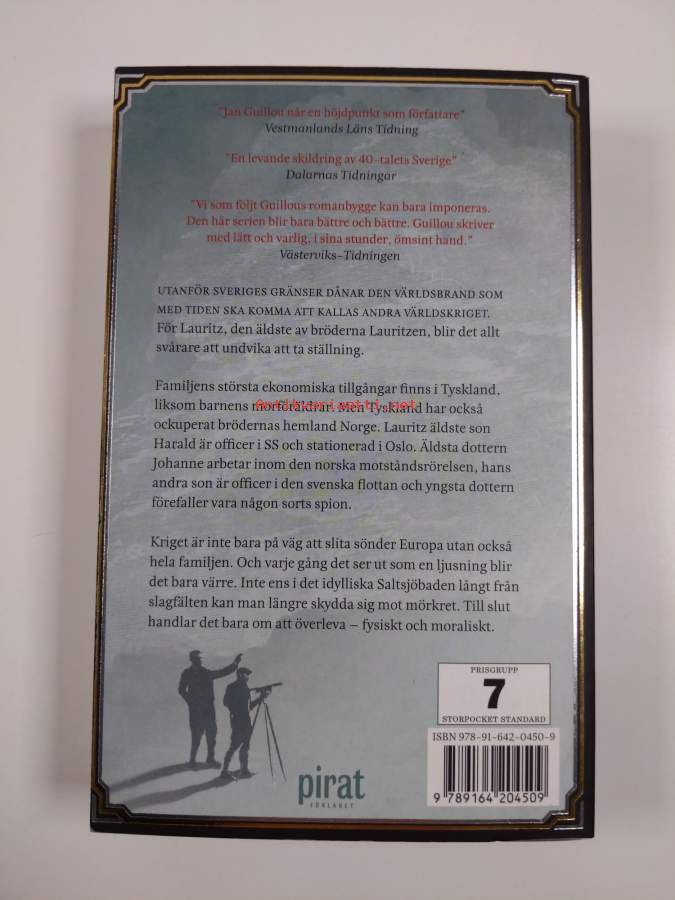 "Jan Guillou når en höjdpunkt som författare"
Vestmanlands Läns Tidning
"En levande skildring av 40-talets Sverige"
Dalarnas Tidningar
"Vi som följt Guillous romanbygge kan bara imponeras.
Den här serien blir bara bättre och bättre. Guillou skriver
med lätt och varlig, i sina stunder, ömsint hand."
Västerviks-Tidningen
UTANFÖR SVERIGES GRÄNSER DÅNAR DEN VÄRLDSBRAND SOM
MED TIDEN SKA KOMMA ATT KALLAS ANDRA VÄRLDSKRIGET.
För Lauritz, den äldste av bröderna Lauritzen, blir det allt
svårare att undvika att ta ställning.
Familjens största ekonomiska tillgångar finns i Tyskland,
liksom barnens morföräldrar. Men Tyskland har också
Antikvariaatti.net
ockuperat brödernas hemland Norge. Lauritz äldste son
Harald är officer i SS och stationerad i Oslo. Äldsta dottern
Johanne arbetar inom den norska motståndsrörelsen, hans
andra son är officer i den svenska flottan och yngsta dottern
förefaller vara någon sorts spion.
Kriget är inte bara på väg att slita sönder Europa utan också
hela familjen. Och varje gång det ser ut som en ljusning blir
det bara värre. Inte ens i det idylliska Saltsjöbaden långt från
slagfälten kan man längre skydda sig mot mörkret. Till slut
handlar det bara om att överleva – fysiskt och moraliskt.
PRISGRUPP
7
STORPOCKET STANDARD
ISBN 978-91-642-0450-9
9 789164 204509
pirat
FÖRLAGET